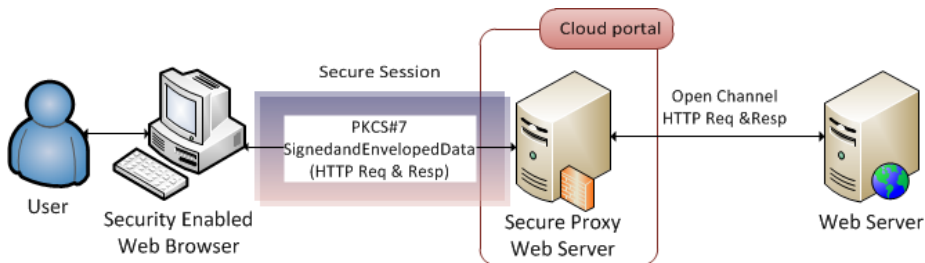 Cloud portal
Secure Session
PKCS#7
SignedandEnvelopedData
(HTTP Req & Resp)
Open Channel
HTTP Req &Resp
User
Security Enabled
Web Browser
Secure Proxy
Web Server
Web Server